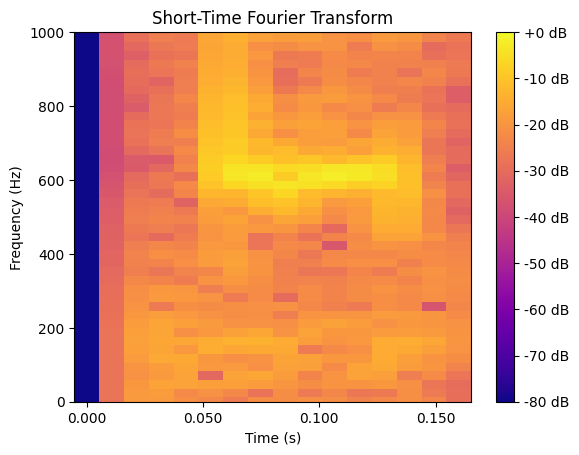 Short-Time Fourier Transform
Frequency (Hz)
1000
800
600
400
200
0
0.000
0.050
0.100
0.150
Time (s)
+0 dB
-10 dB
-20 dB
-30 dB
-40 dB
-50 dB
-60 dB
-70 dB
-80 dB